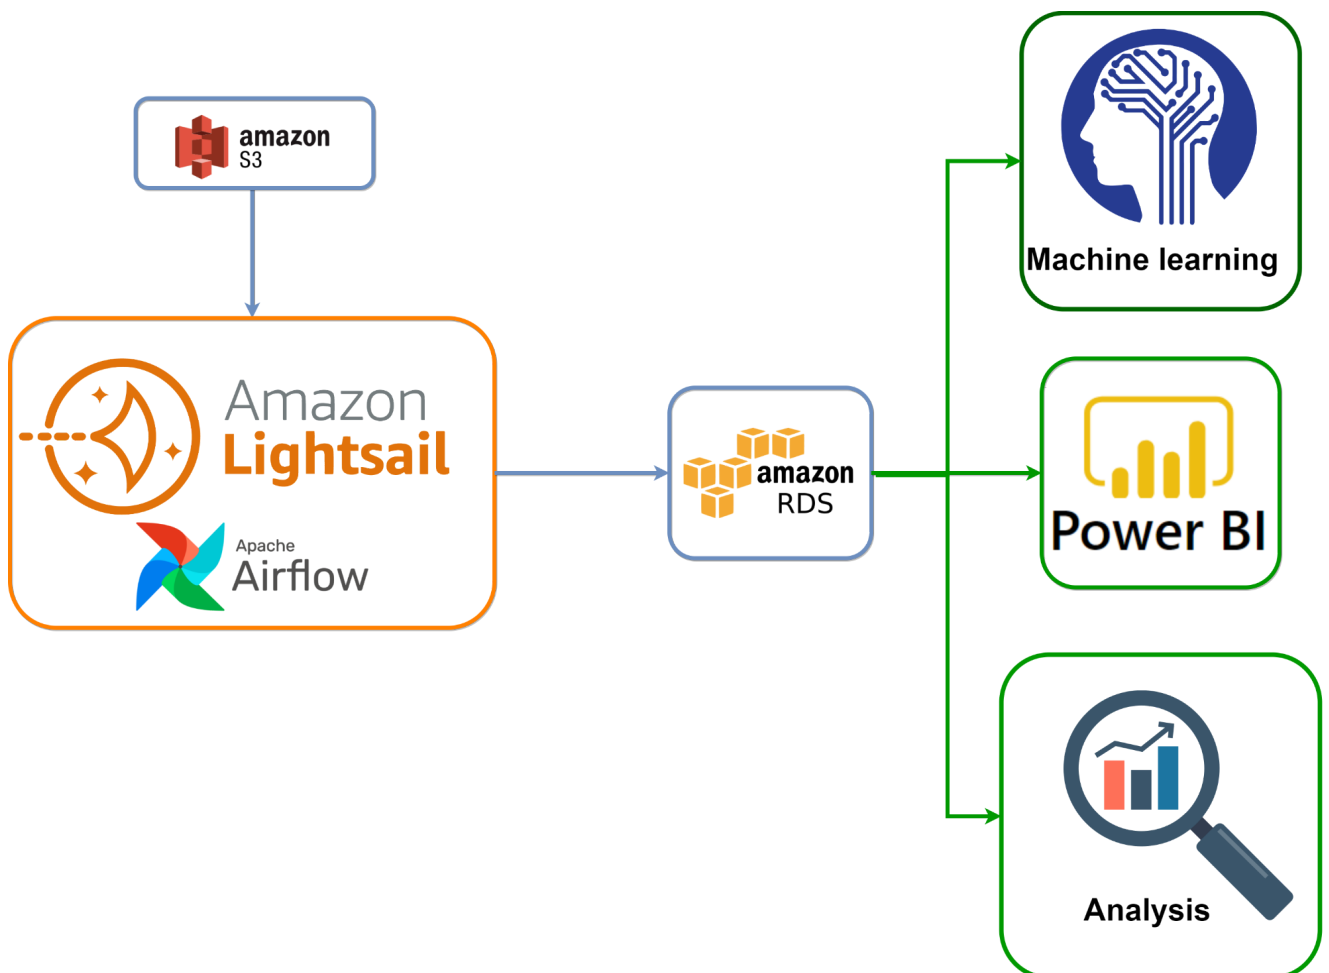 amazon
S3
Amazon
Lightsail
Apache
Airflow
amazon
RDS
Machine learning
Power BI
Analysis